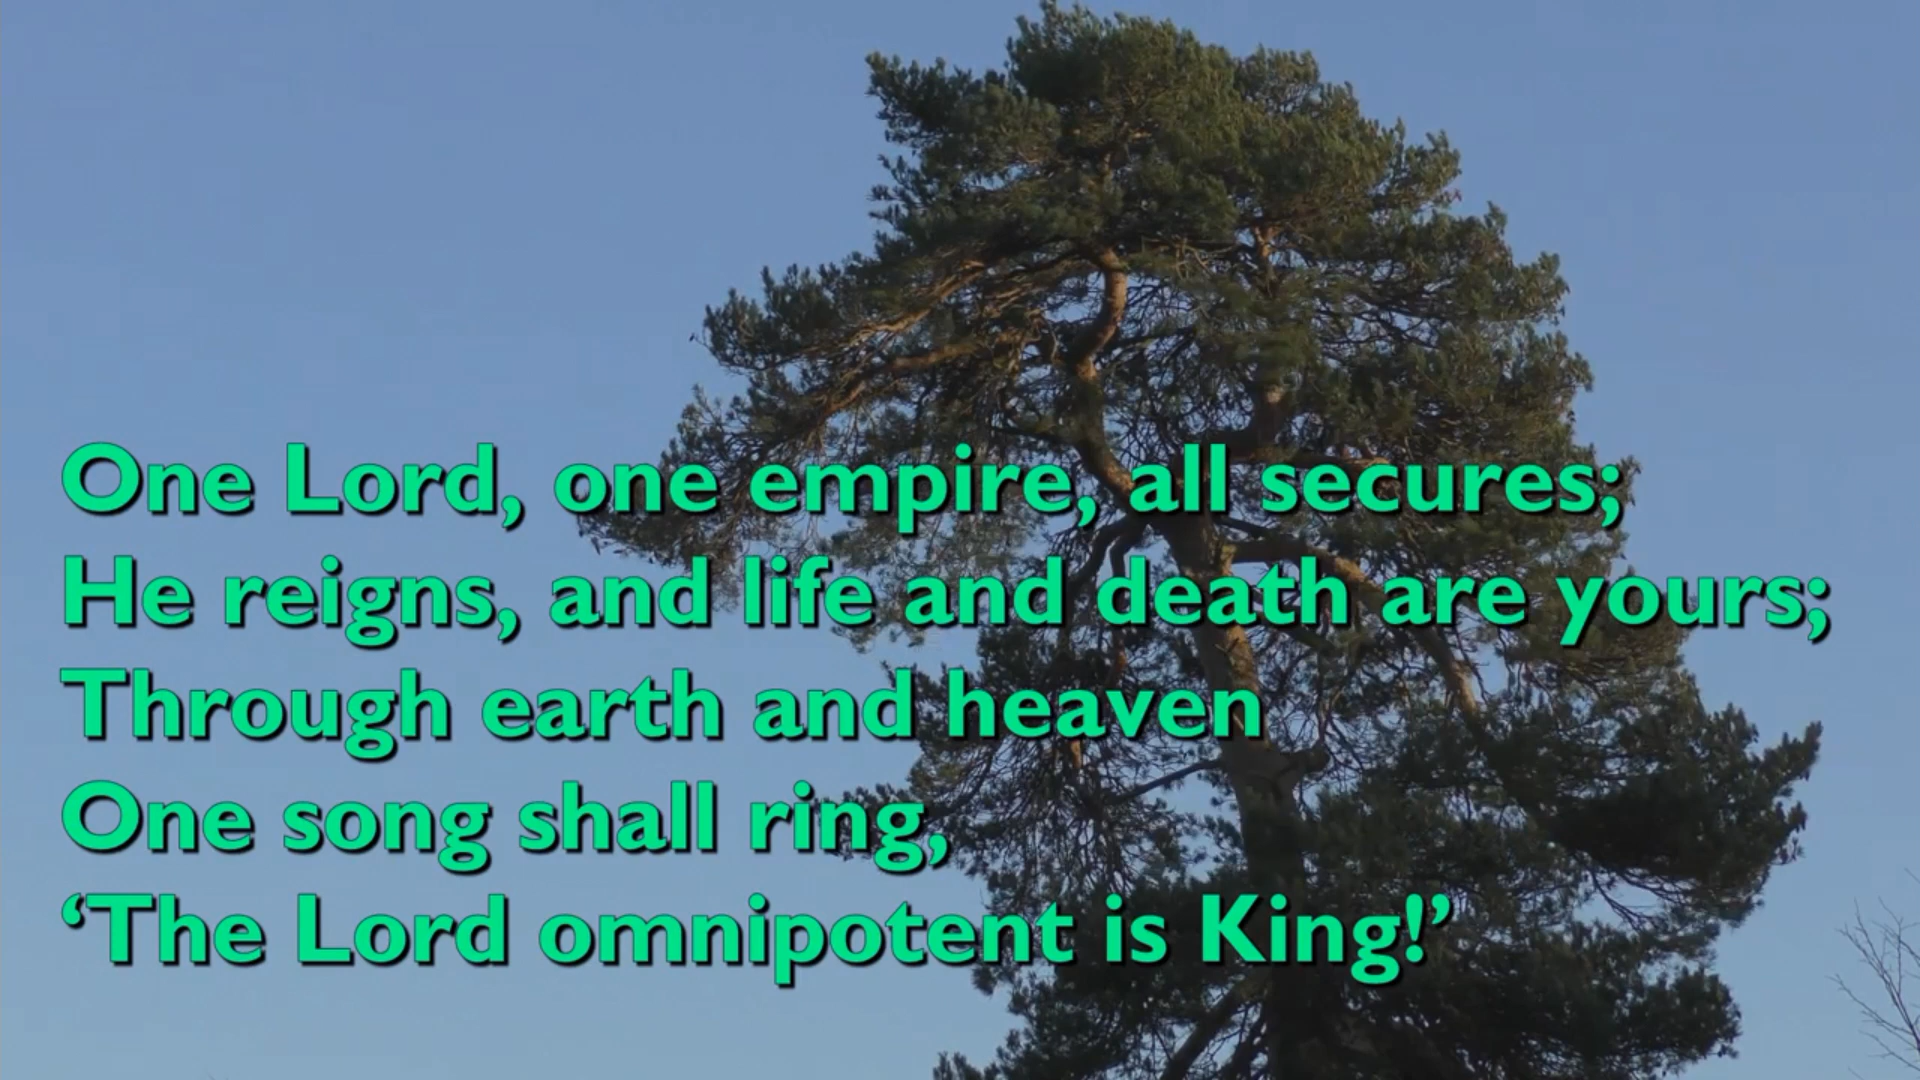 One Lord, one empire, all secures;
He reigns, and life and death are yours;
Through earth and heaven
One song shall ring,
‘The Lord omnipotent is King!’